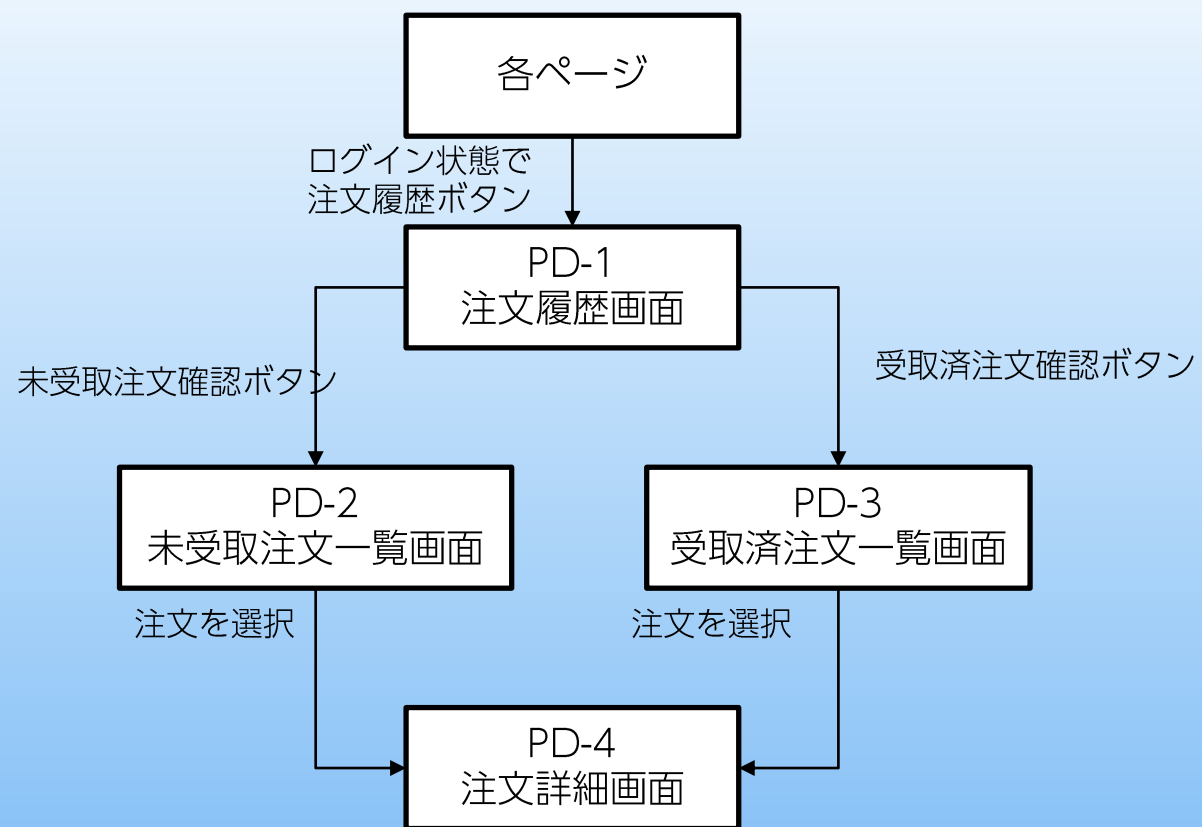 各ページ
ログイン状態で
注文履歴ボタン
PD-1
注文履歴画面
未受取注文確認ボタン
受取済注文確認ボタン
PD-2
未受取注文一覧画面
PD-3
受取済注文一覧画面
注文を選択
注文を選択
PD-4
注文詳細画面